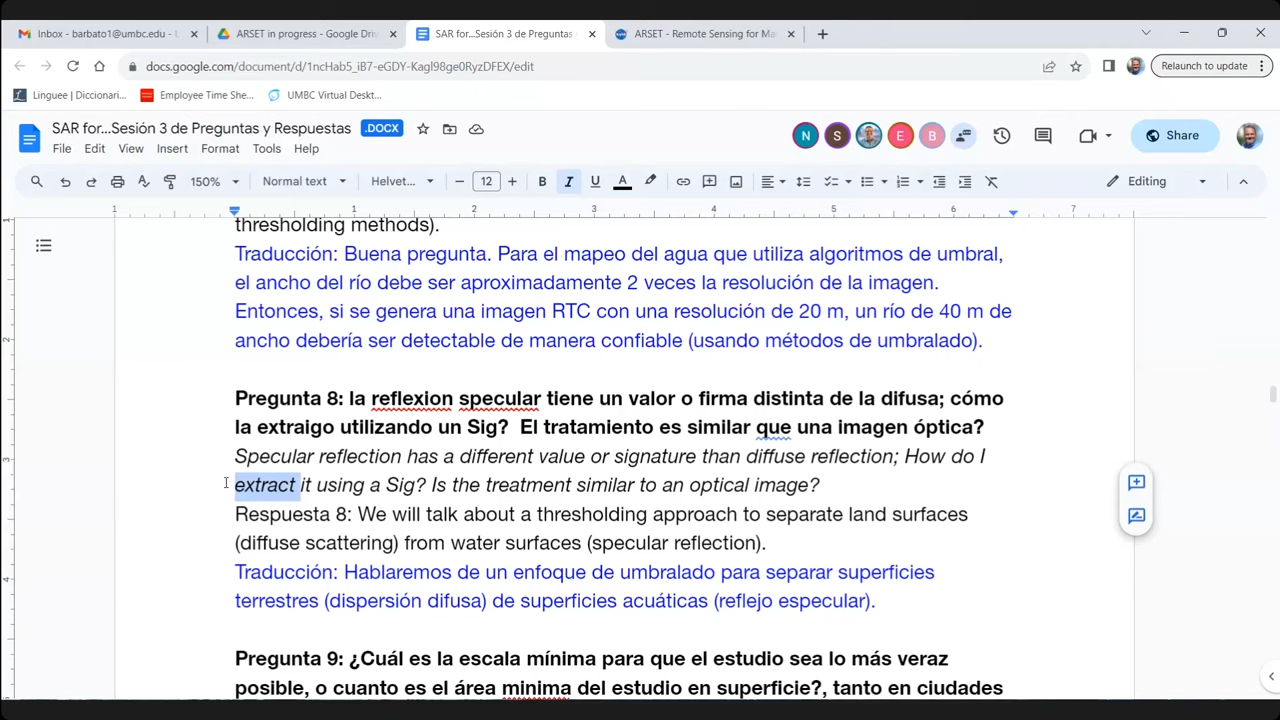 Inbox - barbato1@umbc.edu -
ARSET in progress - Google Driv
SAR for...Sesión 3 de Preguntas
ARSET - Remote Sensing for Ma
docs.google.com/document/d/1ncHab5_iB7-eGDY-Kagl98ge0RyzDFEX/edit
Relaunch to update
Linguee | Diccionari...
Employee Time She...
UMBC Virtual Deskt...
SAR for...Sesión 3 de Preguntas y Respuestas
.DOCX
File Edit View Insert Format Tools Help
N S E B
Share
150% Normal text Helvet... 12 B I U A
Editing
1 1 2 3 4 5 6 7
thresholding methods).
Traducción: Buena pregunta. Para el mapeo del agua que utiliza algoritmos de umbral,
el ancho del río debe ser aproximadamente 2 veces la resolución de la imagen.
Entonces, si se genera una imagen RTC con una resolución de 20 m, un río de 40 m de
ancho debería ser detectable de manera confiable (usando métodos de umbralado).
Pregunta 8: la reflexion specular tiene un valor o firma distinta de la difusa; cómo
la extraigo utilizando un Sig? El tratamiento es similar que una imagen óptica?
Specular reflection has a different value or signature than diffuse reflection; How do I
extract it using a Sig? Is the treatment similar to an optical image?
Respuesta 8: We will talk about a thresholding approach to separate land surfaces
(diffuse scattering) from water surfaces (specular reflection).
Traducción: Hablaremos de un enfoque de umbralado para separar superficies
terrestres (dispersión difusa) de superficies acuáticas (reflejo especular).
Pregunta 9: ¿Cuál es la escala mínima para que el estudio sea lo más veraz
posible, o cuanto es el área minima del estudio en superficie?, tanto en ciudades